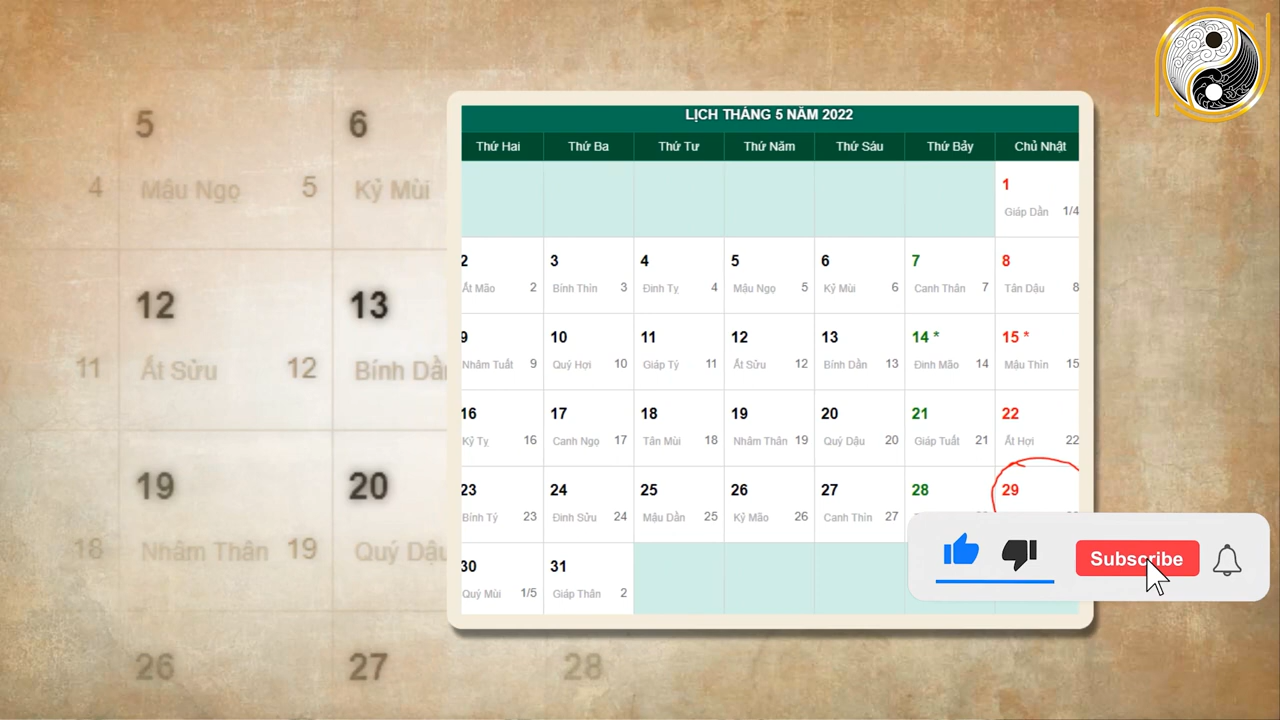 LỊCH THÁNG 5 NĂM 2022
Thứ Hai Thứ Ba Thứ Tư Thứ Năm Thứ Sáu Thứ Bảy Chủ Nhật
1
Giáp Dần 1/4
2 3 4 5 6 7 8
Ất Mão 2 Bính Thìn 3 Đinh Tỵ 4 Mậu Ngọ 5 Kỷ Mùi 6 Canh Thân 7 Tân Dậu 8
9 10 11 12 13 14 * 15 *
Nhâm Tuất 9 Quý Hợi 10 Giáp Tý 11 Ất Sửu 12 Bính Dần 13 Đinh Mão 14 Mậu Thìn 15
16 17 18 19 20 21 22
Kỷ Tỵ 16 Canh Ngọ 17 Tân Mùi 18 Nhâm Thân 19 Quý Dậu 20 Giáp Tuất 21 Ất Hợi 22
23 24 25 26 27 28 29
Bính Tý 23 Đinh Sửu 24 Mậu Dần 25 Kỷ Mão 26 Canh Thìn 27
30 31
Quý Mùi 1/5 Giáp Thân 2
Subscribe
5 6
4 Mậu Ngọ 5 Kỷ Mùi
12 13
11 Ất Sửu 12 Bính Dần
19 20
18 Nhâm Thân 19 Quý Dậu
26 27 28